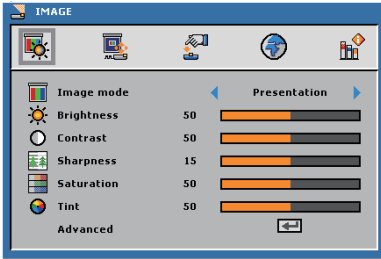 IMAGE
Image mode Presentation
Brightness 50
Contrast 50
Sharpness 15
Saturation 50
Tint 50
Advanced